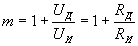 m = 1 + U_Д / U_И = 1 + R_Д / R_И